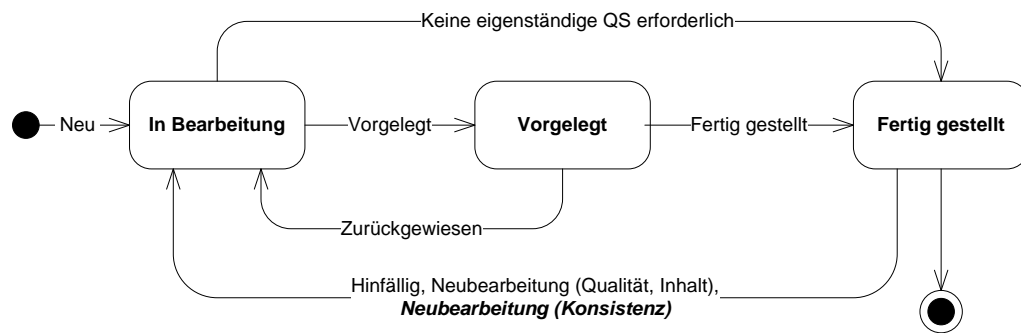 Keine eigenständige QS erforderlich
Neu
In Bearbeitung
Vorgelegt
Vorgelegt
Fertig gestellt
Fertig gestellt
Zurückgewiesen
Hinfällig, Neubearbeitung (Qualität, Inhalt),
Neubearbeitung (Konsistenz)